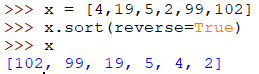 >>> x = [4,19,5,2,99,102]
>>> x.sort(reverse=True)
>>> x
[102, 99, 19, 5, 4, 2]